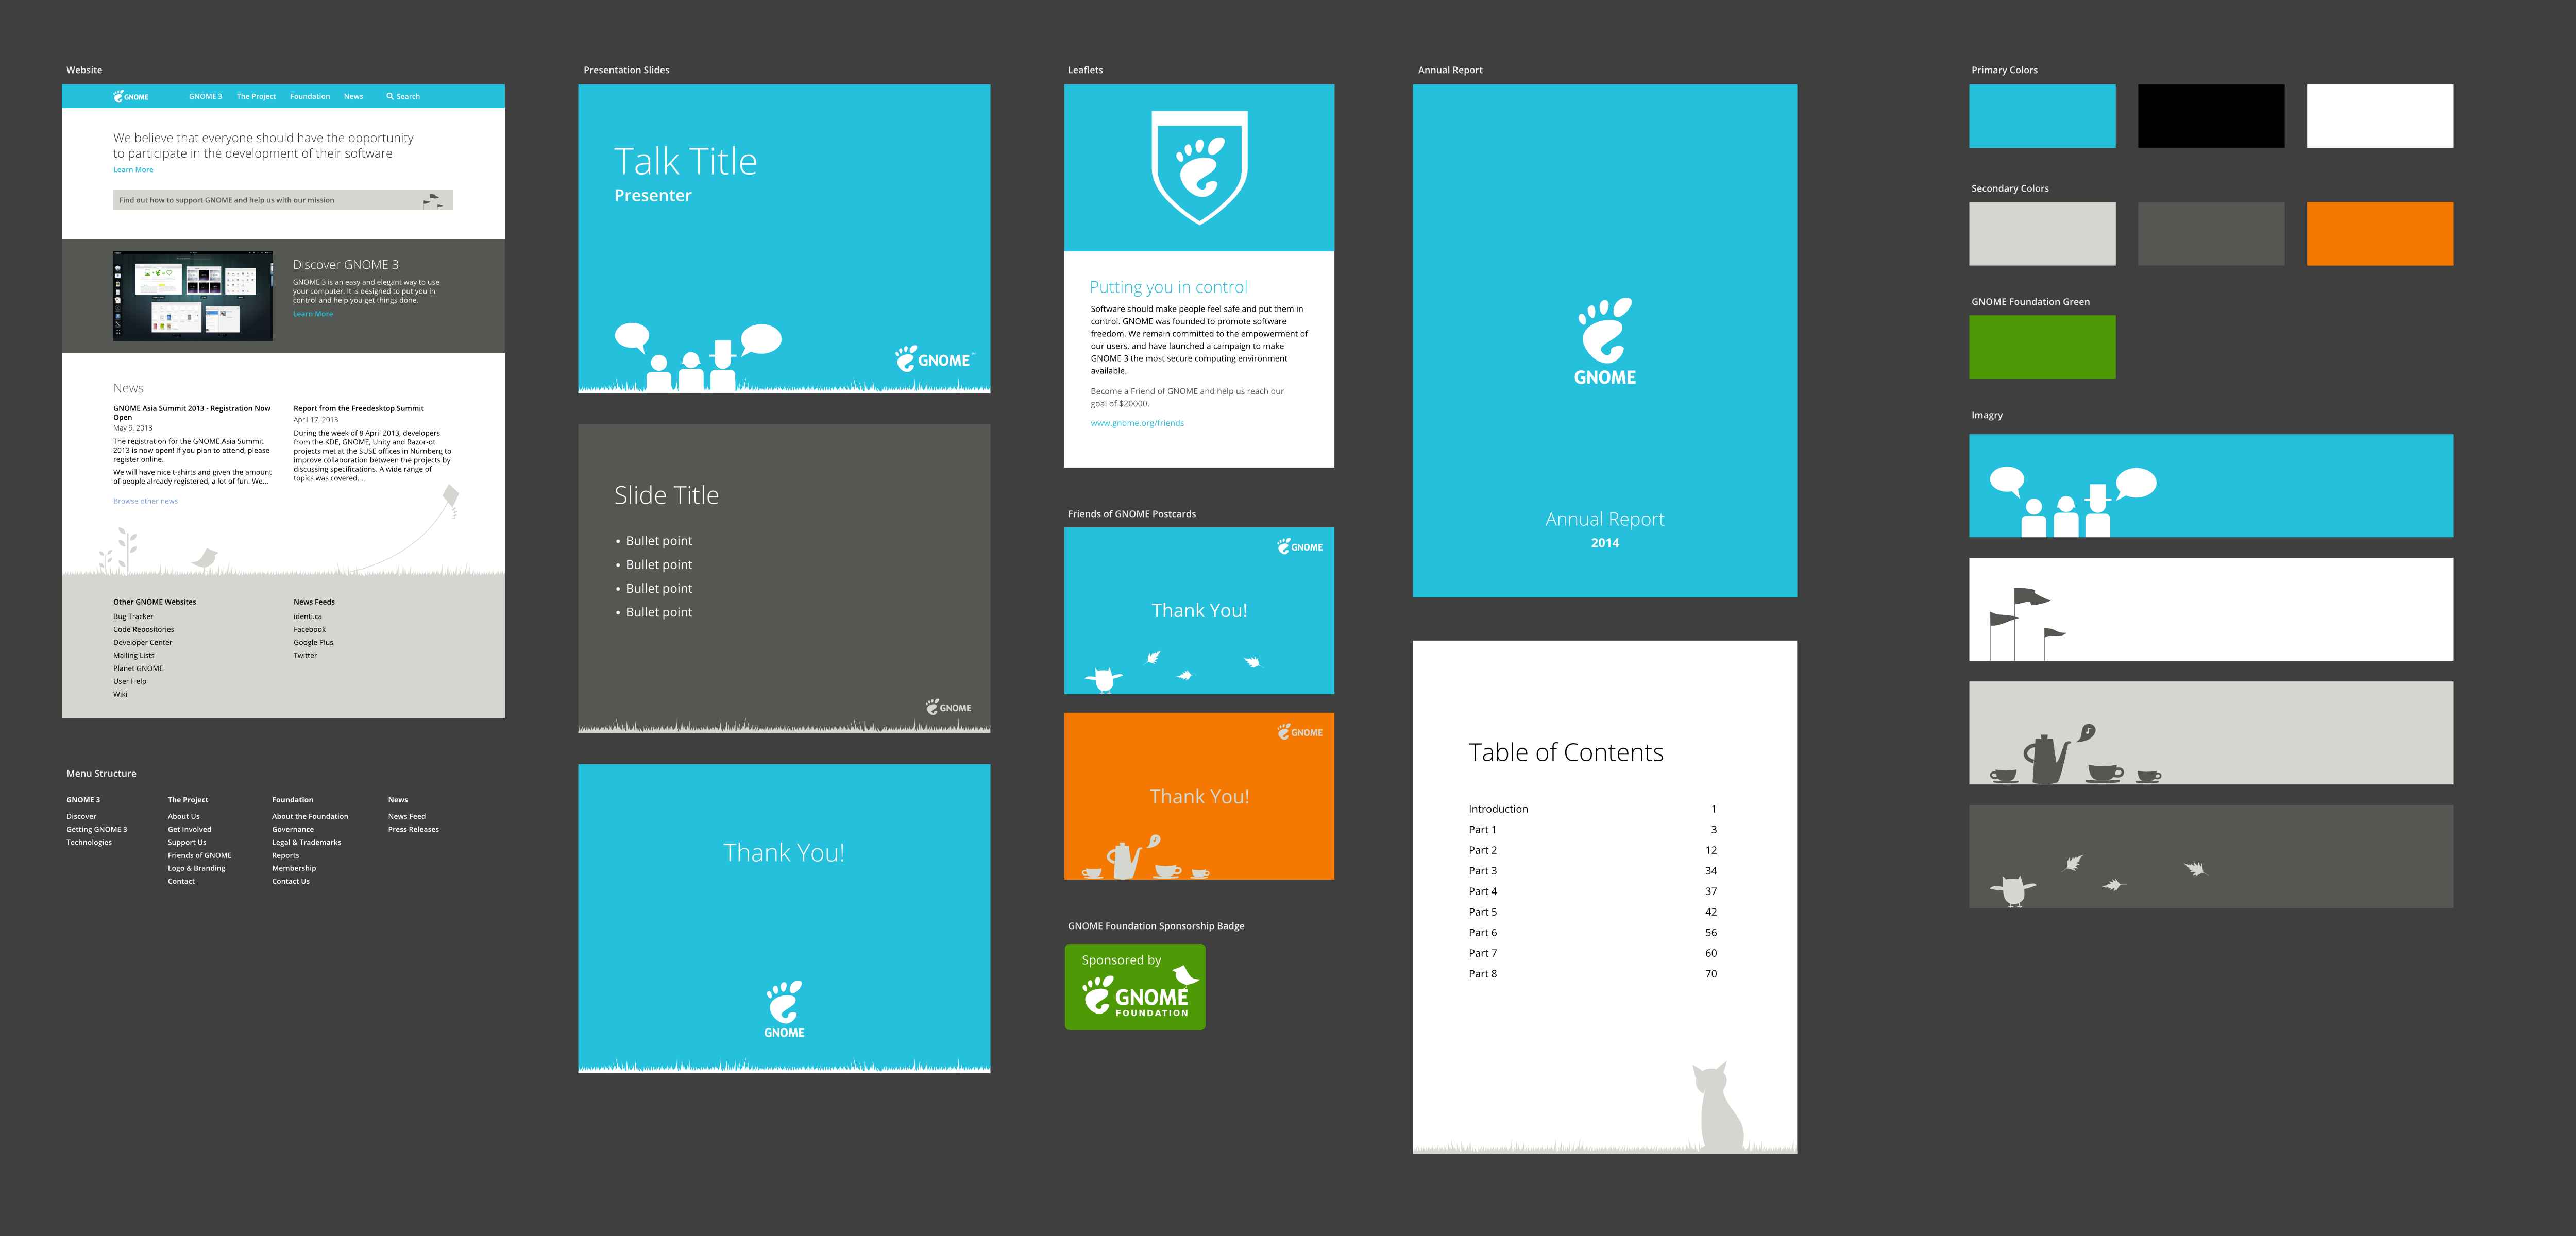 Website
GNOME
GNOME 3
The Project
Foundation
News
Search
We believe that everyone should have the opportunity
to participate in the development of their software
Learn More
Find out how to support GNOME and help us with our mission
Discover GNOME 3
GNOME 3 is an easy and elegant way to use
your computer. It is designed to put you in
control and help you get things done.
Learn More
News
GNOME Asia Summit 2013 - Registration Now
Open
May 9, 2013
The registration for the GNOME.Asia Summit
2013 is now open! If you plan to attend, please
register online.
We will have nice t-shirts and given the amount
of people already registered, a lot of fun. We...
Browse other news
Report from the Freedesktop Summit
April 17, 2013
During the week of 8 April 2013, developers
from the KDE, GNOME, Unity and Razor-qt
projects met at the SUSE offices in Nürnberg to
improve collaboration between the projects by
discussing specifications. A wide range of
topics was covered. ...
Other GNOME Websites
Bug Tracker
Code Repositories
Developer Center
Mailing Lists
Planet GNOME
User Help
Wiki
News Feeds
identi.ca
Facebook
Google Plus
Twitter
Menu Structure
GNOME 3
Discover
Getting GNOME 3
Technologies
The Project
About Us
Get Involved
Support Us
Friends of GNOME
Logo & Branding
Contact
Foundation
About the Foundation
Governance
Legal & Trademarks
Reports
Membership
Contact Us
News
News Feed
Press Releases
Presentation Slides
Talk Title
Presenter
GNOME™
Slide Title
• Bullet point
• Bullet point
• Bullet point
• Bullet point
GNOME
Thank You!
GNOME
Leaflets
Putting you in control
Software should make people feel safe and put them in
control. GNOME was founded to promote software
freedom. We remain committed to the empowerment of
our users, and have launched a campaign to make
GNOME 3 the most secure computing environment
available.
Become a Friend of GNOME and help us reach our
goal of $20000.
www.gnome.org/friends
Friends of GNOME Postcards
GNOME
Thank You!
GNOME
Thank You!
GNOME Foundation Sponsorship Badge
Sponsored by
GNOME
FOUNDATION
Annual Report
GNOME
Annual Report
2014
Table of Contents
Introduction 1
Part 1 3
Part 2 12
Part 3 34
Part 4 37
Part 5 42
Part 6 56
Part 7 60
Part 8 70
Primary Colors
Secondary Colors
GNOME Foundation Green
Imagry